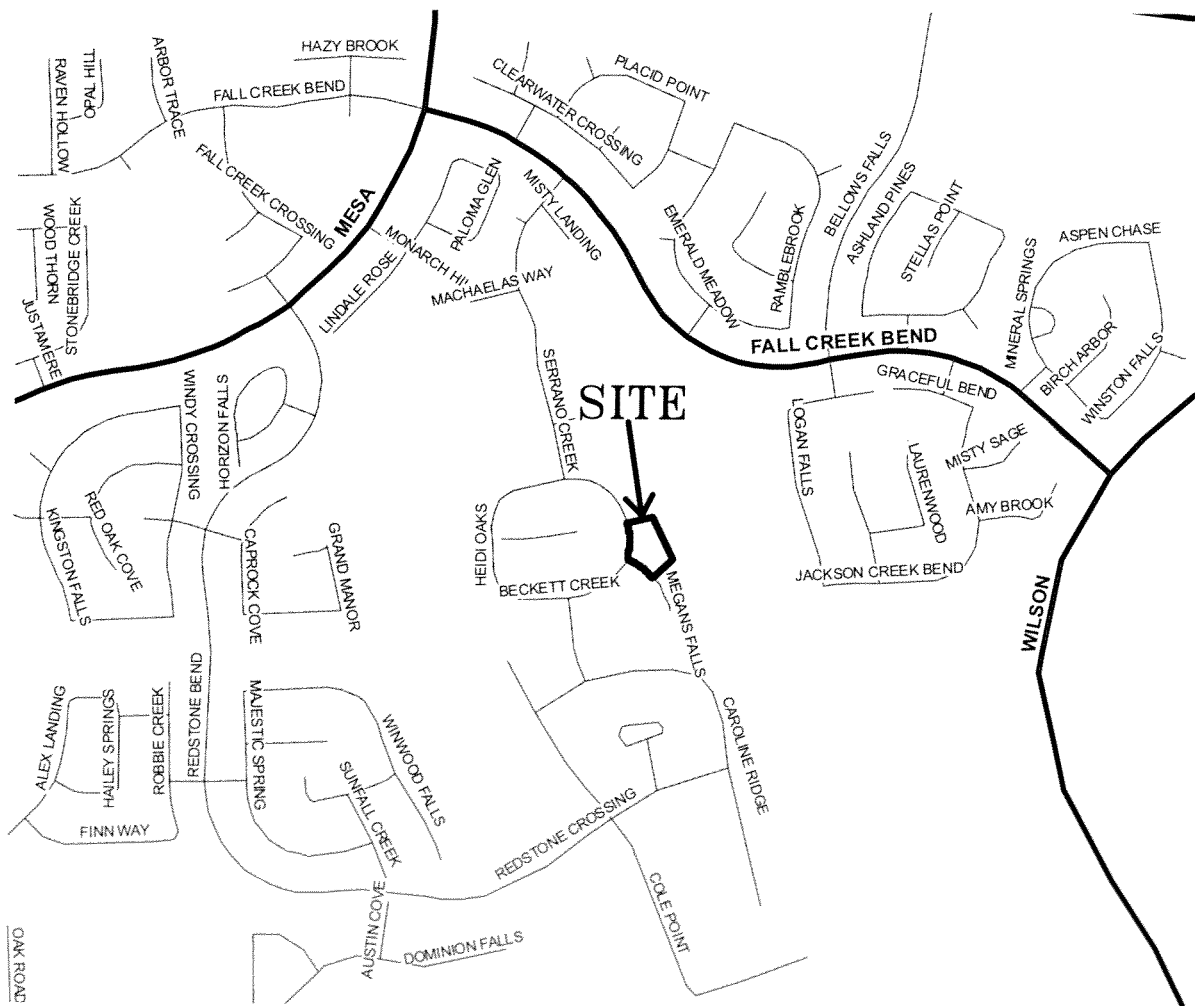 HAZY BROOK
ARBOR TRACE
OPAL HILL
RAVEN HOLLOW
FALL CREEK BEND
CLEARWATER CROSSING
PLACID POINT
FALL CREEK CROSSING
MESA
PALOMA GLEN
MISTY LANDING
MONARCH HI
LINDALE ROSE
MACHAELAS WAY
WOOD THORN
STONEBRIDGE CREEK
JUSTAMERE
EMERALD MEADOW
RAMBLEBROOK
BELLOWS FALLS
ASHLAND PINES
STELLAS POINT
MINERAL SPRINGS
ASPEN CHASE
FALL CREEK BEND
BIRCH ARBOR
WINSTON FALLS
GRACEFUL BEND
SERRANO CREEK
SITE
WINDY CROSSING
HORIZON FALLS
LOGAN FALLS
LAURENWOOD
MISTY SAGE
AMY BROOK
JACKSON CREEK BEND
KINGSTON FALLS
RED OAK COVE
CAPROCK COVE
GRAND MANOR
HEIDI OAKS
BECKETT CREEK
MEGANS FALLS
WILSON
ALEX LANDING
HAILEY SPRINGS
ROBBIE CREEK
REDSTONE BEND
MAJESTIC SPRING
WINWOOD FALLS
SUNFALL CREEK
CAROLINE RIDGE
FINN WAY
REDSTONE CROSSING
COLE POINT
AUSTIN COVE
DOMINION FALLS
OAK ROAD